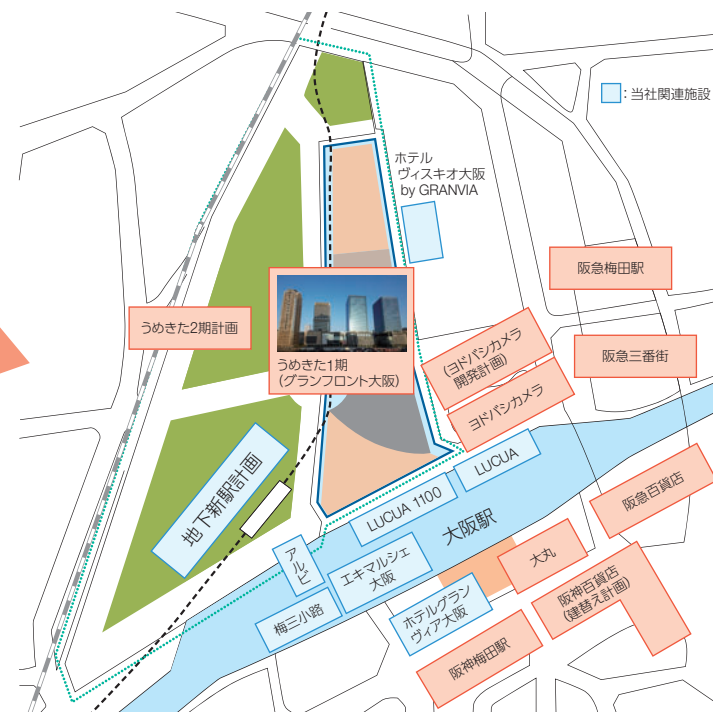 ：当社関連施設
ホテル
ヴィスキオ大阪
by GRANVIA
阪急梅田駅
うめきた2期計画
うめきた1期
（グランフロント大阪）
（ヨドバシカメラ
開発計画）
阪急三番街
ヨドバシカメラ
LUCUA
地下新駅計画
LUCUA 1100
大阪駅
阪急百貨店
アルビ
エキマルシェ
大阪
大丸
梅三小路
ホテルグラン
ヴィア大阪
阪神百貨店
（建替え計画）
阪神梅田駅